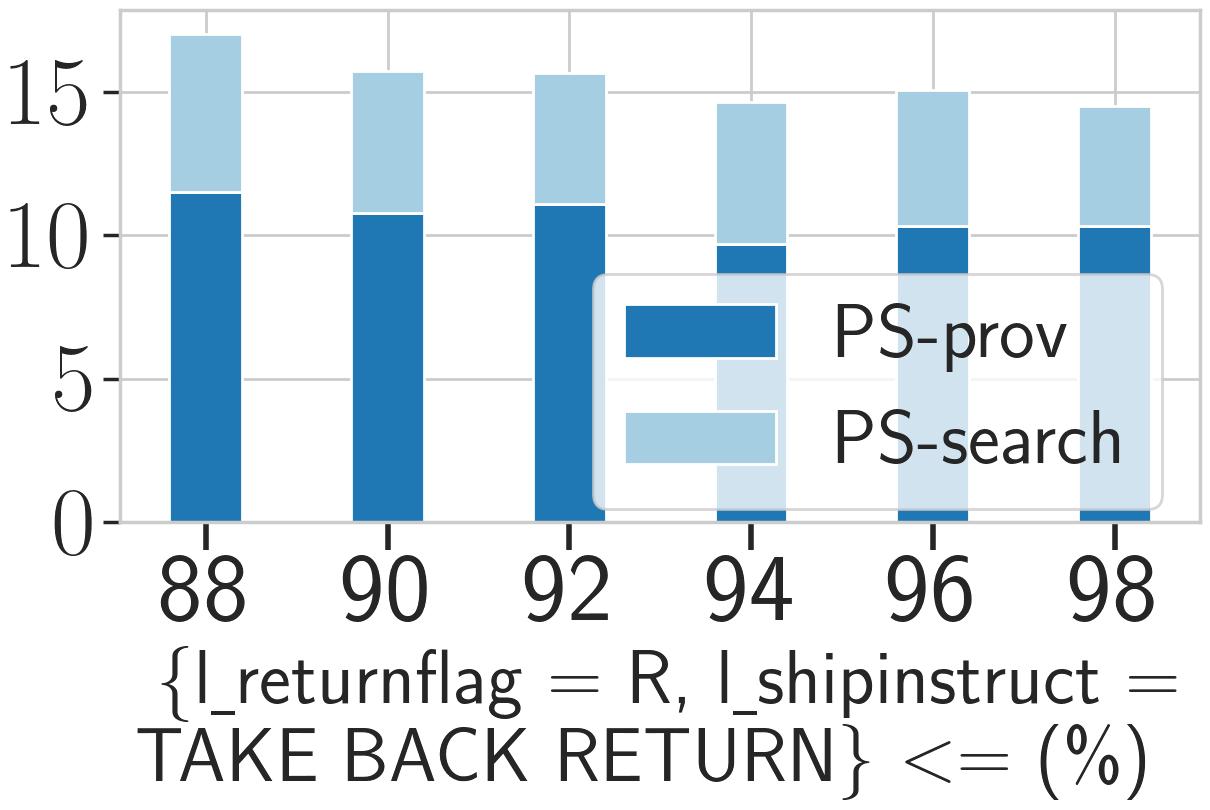 15
10
5
0
PS-prov
PS-search
88 90 92 94 96 98
{l_returnflag = R, l_shipinstruct =
TAKE BACK RETURN} <= (%)